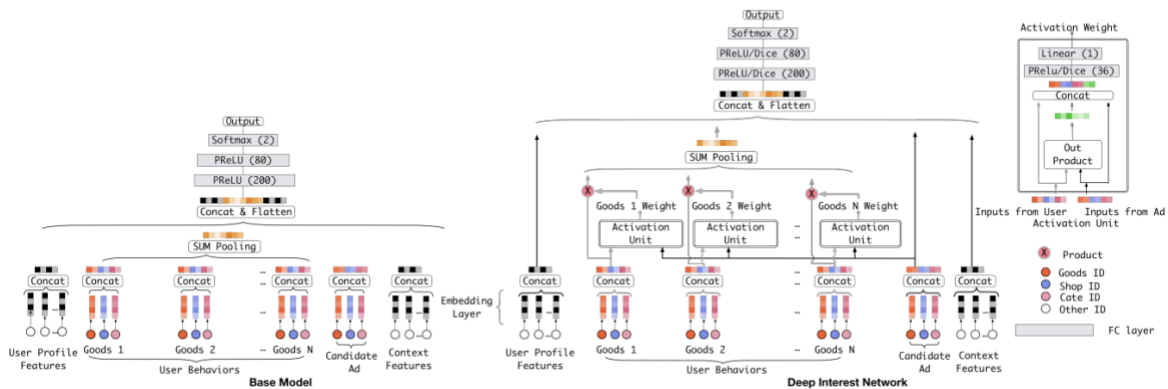 Output
Softmax (2)
PReLU (80)
PReLU (200)
Concat & Flatten
SUM Pooling
Concat
Concat
Concat
...
Concat
Concat
Concat
...
...
...
User Profile
Features
Goods 1
Goods 2
... Goods N
Candidate
Ad
Context
Features
User Behaviors
Base Model
Embedding
Layer
Output
Softmax (2)
PReLU/Dice (80)
PReLU/Dice (200)
Concat & Flatten
SUM Pooling
X
X
X
Goods 1 Weight
Goods 2 Weight
Goods N Weight
Activation
Unit
Activation
Unit
...
...
Activation
Unit
Concat
Concat
Concat
...
Concat
Concat
Concat
...
...
...
User Profile
Features
Goods 1
Goods 2
... Goods N
Candidate
Ad
Context
Features
User Behaviors
Deep Interest Network
Activation Weight
Linear (1)
PRelu/Dice (36)
Concat
Out
Product
Inputs from User
Inputs from Ad
Activation Unit
X Product
Goods ID
Shop ID
Cate ID
Other ID
FC layer